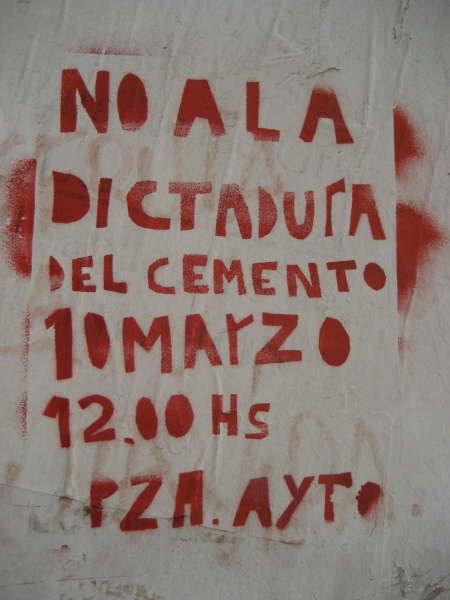 NO A LA
DICTADUrA
DEL CEMENTO
10 MArZO
12.00 HS
PZA. AYTO